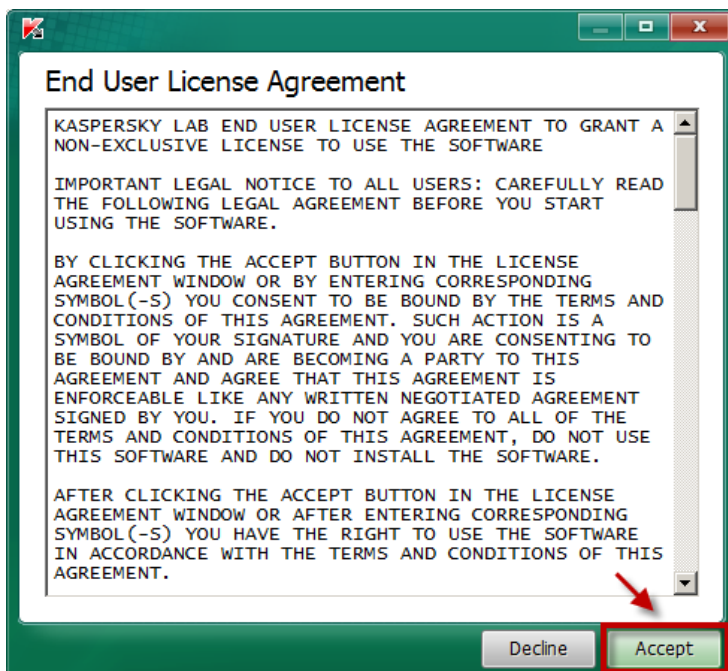 End User License Agreement
KASPERSKY LAB END USER LICENSE AGREEMENT TO GRANT A
NON-EXCLUSIVE LICENSE TO USE THE SOFTWARE
IMPORTANT LEGAL NOTICE TO ALL USERS: CAREFULLY READ
THE FOLLOWING LEGAL AGREEMENT BEFORE YOU START
USING THE SOFTWARE.
BY CLICKING THE ACCEPT BUTTON IN THE LICENSE
AGREEMENT WINDOW OR BY ENTERING CORRESPONDING
SYMBOL(-S) YOU CONSENT TO BE BOUND BY THE TERMS AND
CONDITIONS OF THIS AGREEMENT. SUCH ACTION IS A
SYMBOL OF YOUR SIGNATURE AND YOU ARE CONSENTING TO
BE BOUND BY AND ARE BECOMING A PARTY TO THIS
AGREEMENT AND AGREE THAT THIS AGREEMENT IS
ENFORCEABLE LIKE ANY WRITTEN NEGOTIATED AGREEMENT
SIGNED BY YOU. IF YOU DO NOT AGREE TO ALL OF THE
TERMS AND CONDITIONS OF THIS AGREEMENT, DO NOT USE
THIS SOFTWARE AND DO NOT INSTALL THE SOFTWARE.
AFTER CLICKING THE ACCEPT BUTTON IN THE LICENSE
AGREEMENT WINDOW OR AFTER ENTERING CORRESPONDING
SYMBOL(-S) YOU HAVE THE RIGHT TO USE THE SOFTWARE
IN ACCORDANCE WITH THE TERMS AND CONDITIONS OF THIS
AGREEMENT.
Decline Accept